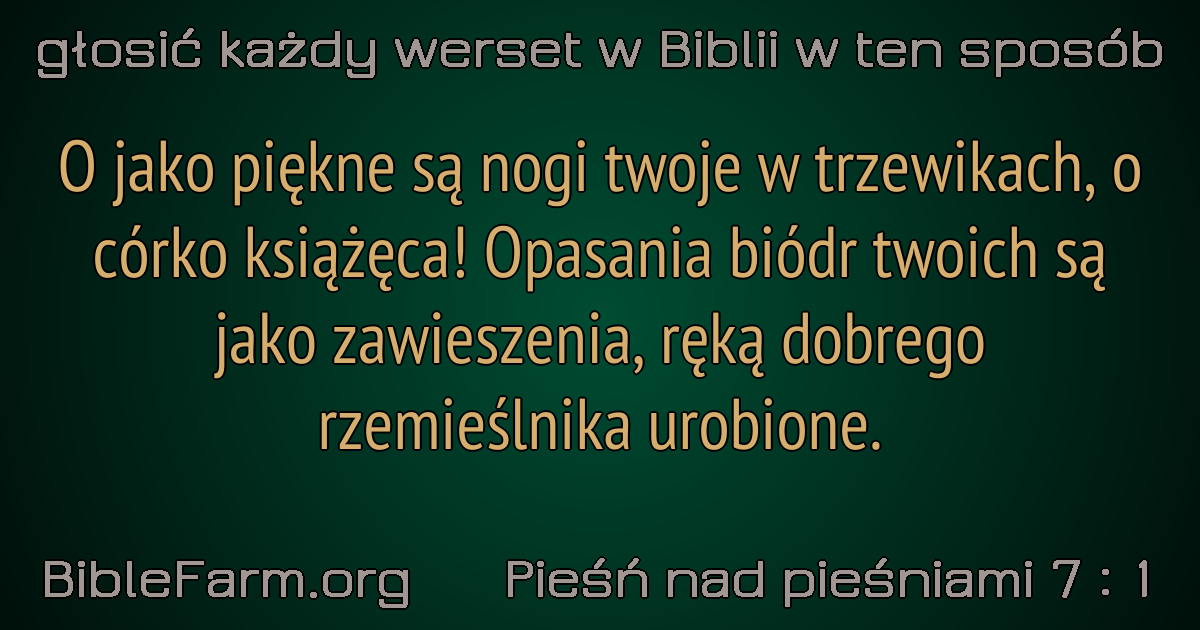 głosić każdy werset w Biblii w ten sposób
O jako piękne są nogi twoje w trzewikach, o
córko książęca! Opasania biódr twoich są
jako zawieszenia, ręką dobrego
rzemieślnika urobione.
BibleFarm.org Pieśń nad pieśniami 7 : 1